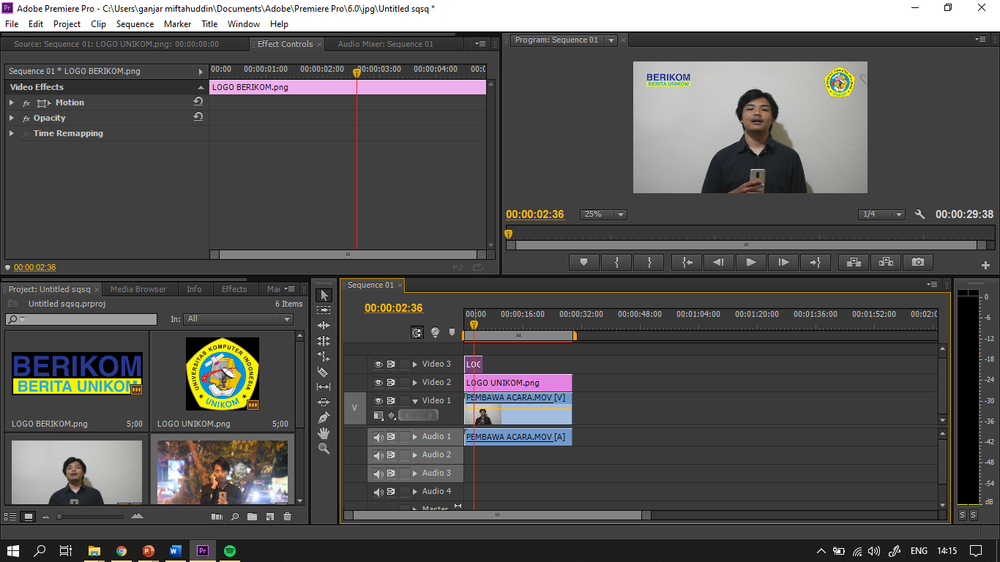 Adobe Premiere Pro - C:\Users\ganjar miftahuddin\Documents\Adobe\Premiere Pro\6.0\jpg\Untitled sqsq *
File Edit Project Clip Sequence Marker Title Window Help
Source: Sequence 01: LOGO UNIKOM.png: 00:00:00:00 Effect Controls Audio Mixer: Sequence 01
Sequence 01 * LOGO BERIKOM.png
00:00 00:00:01:00 00:00:02:00 00:00:03:00 00:00:04:00 00:0
Video Effects
LOGO BERIKOM.png
fx Motion
fx Opacity
Time Remapping
00:00:02:36
Program: Sequence 01
BERIKOM
BERITA UNIKOM
UNIKOM
00:00:02:36 25% 1/4 00:00:29:38
Project: Untitled sqsq Media Browser Info Effects Ma
Untitled sqsq.prproj 6 Items
In: All
BERIKOM
BERITA UNIKOM
UNIVERSITAS KOMPUTER INDONESIA
UNIKOM
LOGO BERIKOM.png 5;00
LOGO UNIKOM.png 5;00
Sequence 01
00:00:02:36
00:00 00:00:16:00 00:00:32:00 00:00:48:00 00:01:04:00 00:01:20:00 00:01:36:00 00:01:52:00 00:02:0
Video 3 LOG
Video 2 LOGO UNIKOM.png
V Video 1 PEMBAWA ACARA.MOV [V]
Audio 1 PEMBAWA ACARA.MOV [A]
Audio 2
Audio 3
Audio 4
Master
0
-6
-12
-18
-24
-30
-36
-42
-48
-54
dB
S S
ENG 14:15